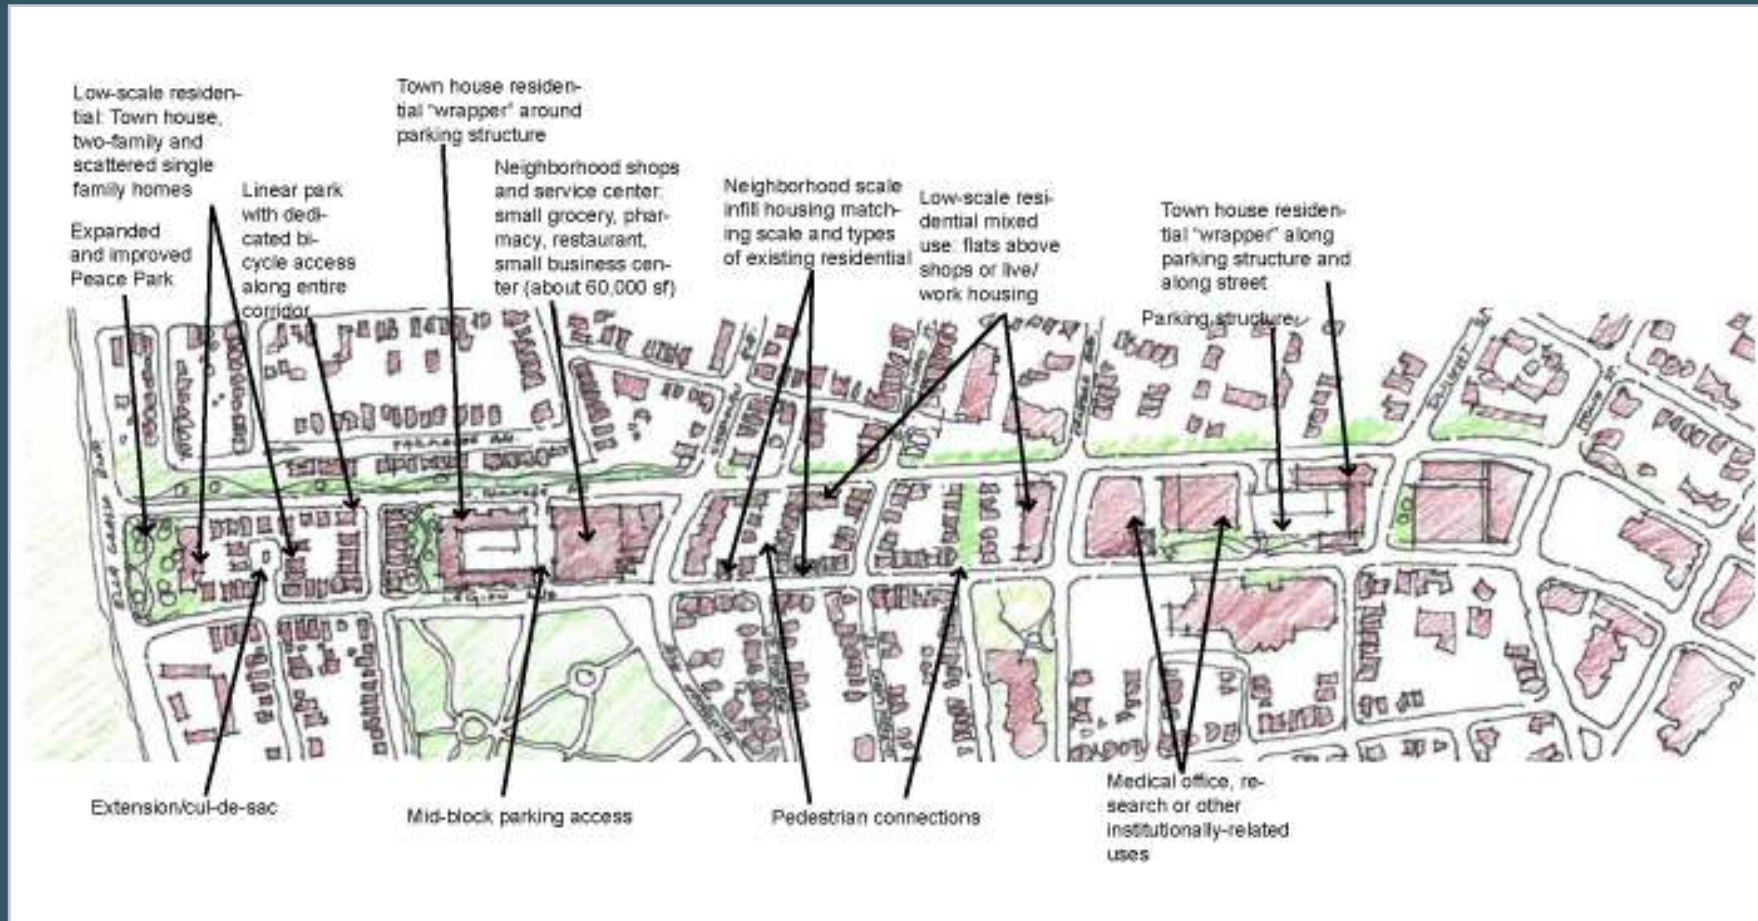 Low-scale residen-
tial: Town house,
two-family and
scattered single
family homes
Expanded
and improved
Peace Park
Linear park
with dedi-
cated bi-
cycle access
along entire
corridor
Town house residen-
tial "wrapper" around
parking structure
Neighborhood shops
and service center:
small grocery, phar-
macy, restaurant,
small business cen-
ter (about 60,000 sf)
Neighborhood scale
infill housing match-
ing scale and types
of existing residential
Low-scale resi-
dential mixed
use: flats above
shops or live/
work housing
Town house residen-
tial "wrapper" along
parking structure and
along street
Parking structure
ELLA GRASSO BLVD
LEGION AVE
Extension/cul-de-sac
Mid-block parking access
Pedestrian connections
Medical office, re-
search or other
institutionally-related
uses